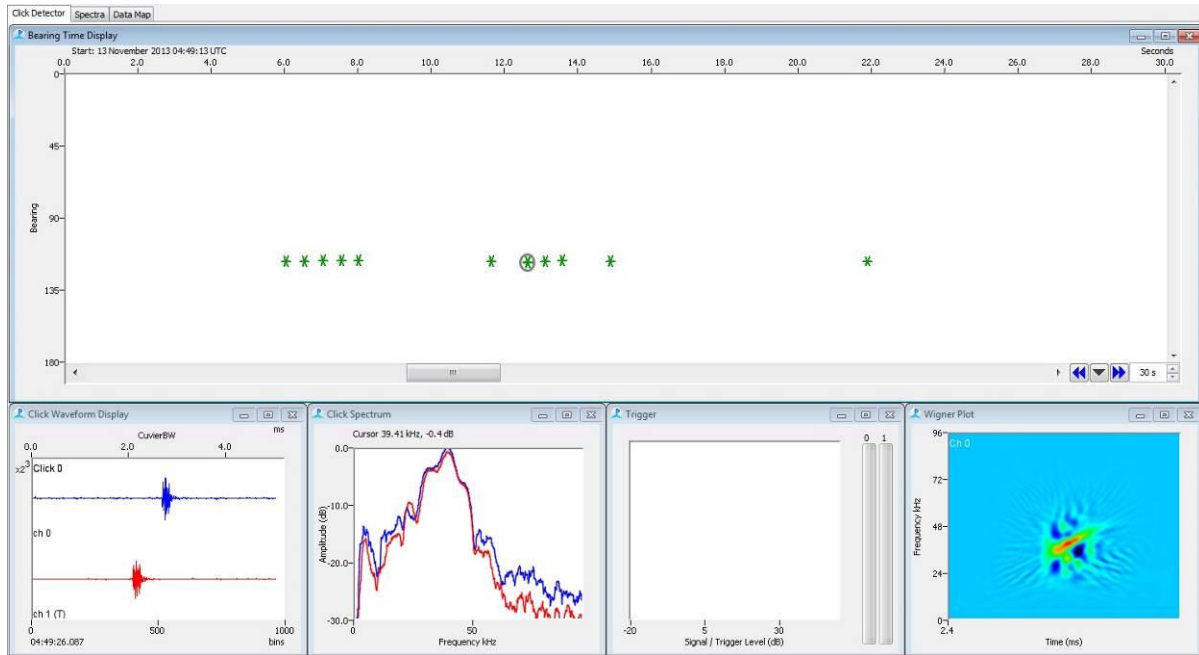 Click Detector Spectra Data Map
Bearing Time Display
Start: 13 November 2013 04:49:13 UTC Seconds
0.0 2.0 4.0 6.0 8.0 10.0 12.0 14.0 16.0 18.0 20.0 22.0 24.0 26.0 28.0 30.0
0
45
90
135
180
Bearing
30 s
Click Waveform Display
CuvierBW ms
0.0 2.0 4.0
x2³ Click 0
ch 0
ch 1 (T)
0 500 1000
04:49:26.087 bins
Click Spectrum
Cursor 39.41 kHz, -0.4 dB
0.0
-10.0
-20.0
-30.0
Amplitude (dB)
0 50
Frequency kHz
Trigger
0 1
-20 5 30
Signal / Trigger Level (dB)
Wigner Plot
Ch 0
96
72
48
24
0
Frequency kHz
2.4
Time (ms)